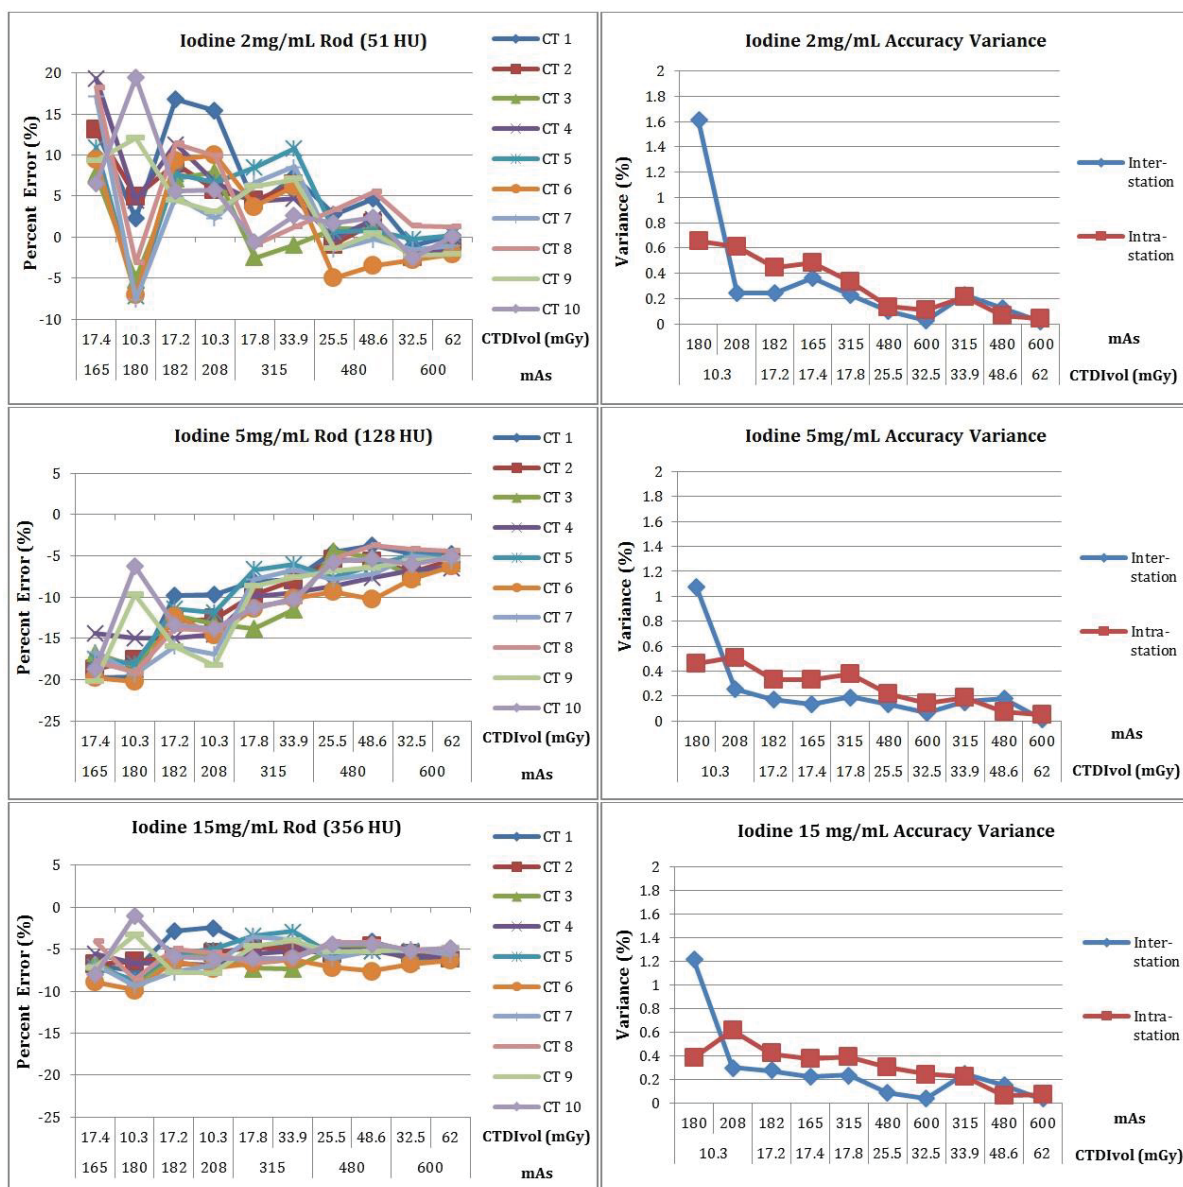 Iodine 2mg/mL Rod (51 HU)
Percent Error (%)
20
15
10
5
0
-5
-10
17.4 10.3 17.2 10.3 17.8 33.9 25.5 48.6 32.5 62 CTDIvol (mGy)
165 180 182 208 315 480 600 mAs
CT 1
CT 2
CT 3
CT 4
CT 5
CT 6
CT 7
CT 8
CT 9
CT 10
Iodine 2mg/mL Accuracy Variance
Variance (%)
2
1.8
1.6
1.4
1.2
1
0.8
0.6
0.4
0.2
0
180 208 182 165 315 480 600 315 480 600 mAs
10.3 17.2 17.4 17.8 25.5 32.5 33.9 48.6 62 CTDIvol (mGy)
Inter-
station
Intra-
station
Iodine 5mg/mL Rod (128 HU)
Perecnt Error (%)
5
0
-5
-10
-15
-20
-25
17.4 10.3 17.2 10.3 17.8 33.9 25.5 48.6 32.5 62 CTDIvol (mGy)
165 180 182 208 315 480 600 mAs
CT 1
CT 2
CT 3
CT 4
CT 5
CT 6
CT 7
CT 8
CT 9
CT 10
Iodine 5mg/mL Accuracy Variance
Variance (%)
2
1.8
1.6
1.4
1.2
1
0.8
0.6
0.4
0.2
0
180 208 182 165 315 480 600 315 480 600 mAs
10.3 17.2 17.4 17.8 25.5 32.5 33.9 48.6 62 CTDIvol (mGy)
Inter-
station
Intra-
station
Iodine 15mg/mL Rod (356 HU)
Percent Error (%)
5
0
-5
-10
-15
-20
-25
17.4 10.3 17.2 10.3 17.8 33.9 25.5 48.6 32.5 62 CTDIvol (mGy)
165 180 182 208 315 480 600 mAs
CT 1
CT 2
CT 3
CT 4
CT 5
CT 6
CT 7
CT 8
CT 9
CT 10
Iodine 15 mg/mL Accuracy Variance
Variance (%)
2
1.8
1.6
1.4
1.2
1
0.8
0.6
0.4
0.2
0
180 208 182 165 315 480 600 315 480 600 mAs
10.3 17.2 17.4 17.8 25.5 32.5 33.9 48.6 62 CTDIvol (mGy)
Inter-
station
Intra-
station